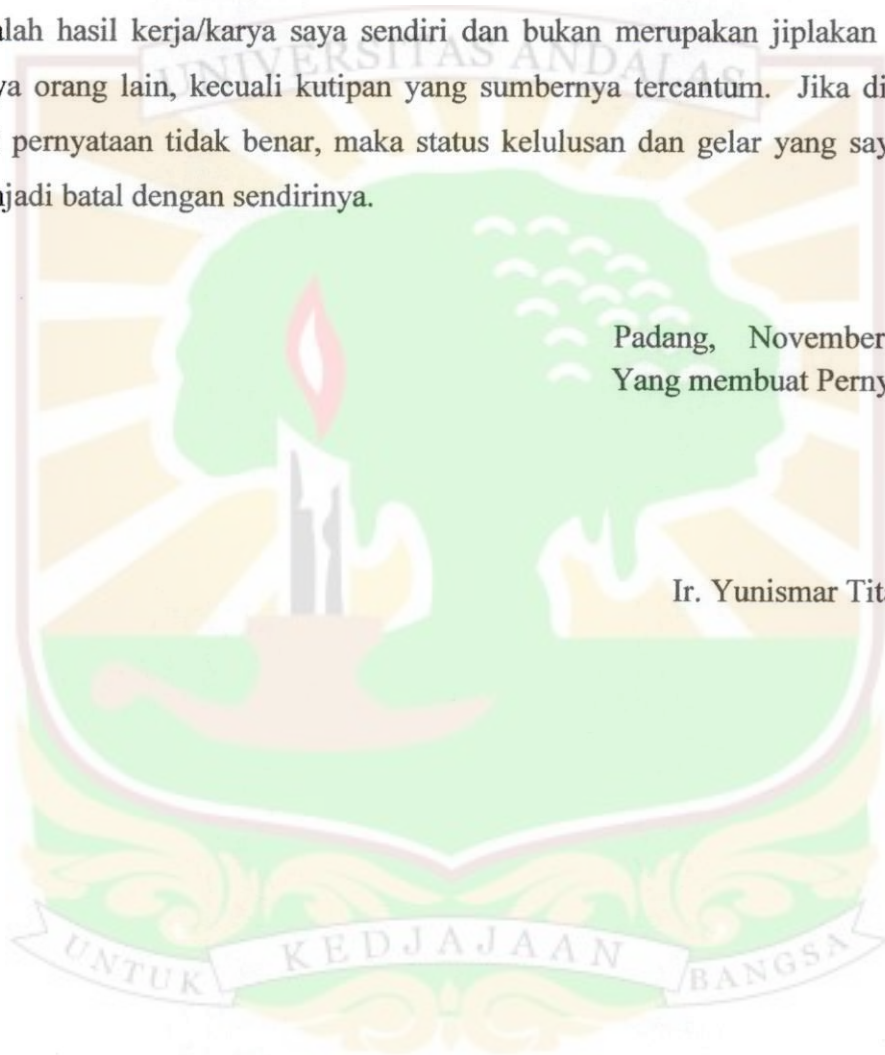 lah hasil kerja/karya saya sendiri dan bukan merupakan jiplakan
ya orang lain, kecuali kutipan yang sumbernya tercantum. Jika di
pernyataan tidak benar, maka status kelulusan dan gelar yang say
jadi batal dengan sendirinya.
UNIVERSITAS ANDALAS
Padang, November
Yang membuat Perny
Ir. Yunismar Tit
UNTUK KEDJAJAAN BANGSA